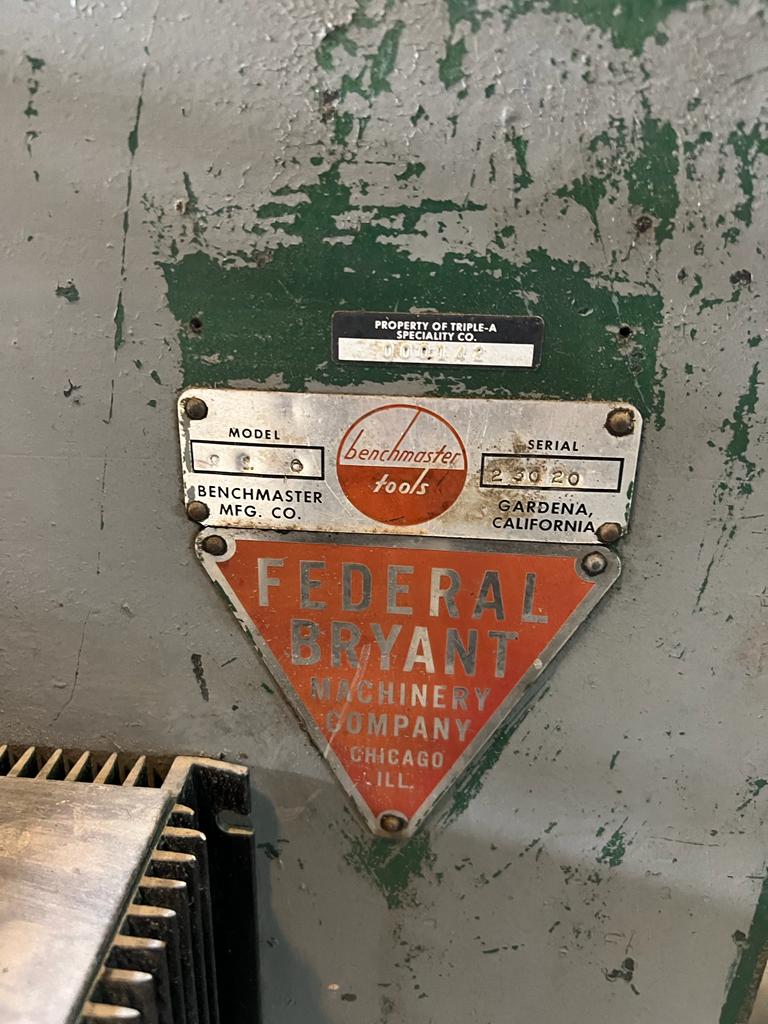 PROPERTY OF TRIPLE-A
SPECIALITY CO.
000142
MODEL
benchmaster
tools
SERIAL
23020
BENCHMASTER
MFG. CO.
GARDENA,
CALIFORNIA
FEDERAL
BRYANT
MACHINERY
COMPANY
CHICAGO
ILL.